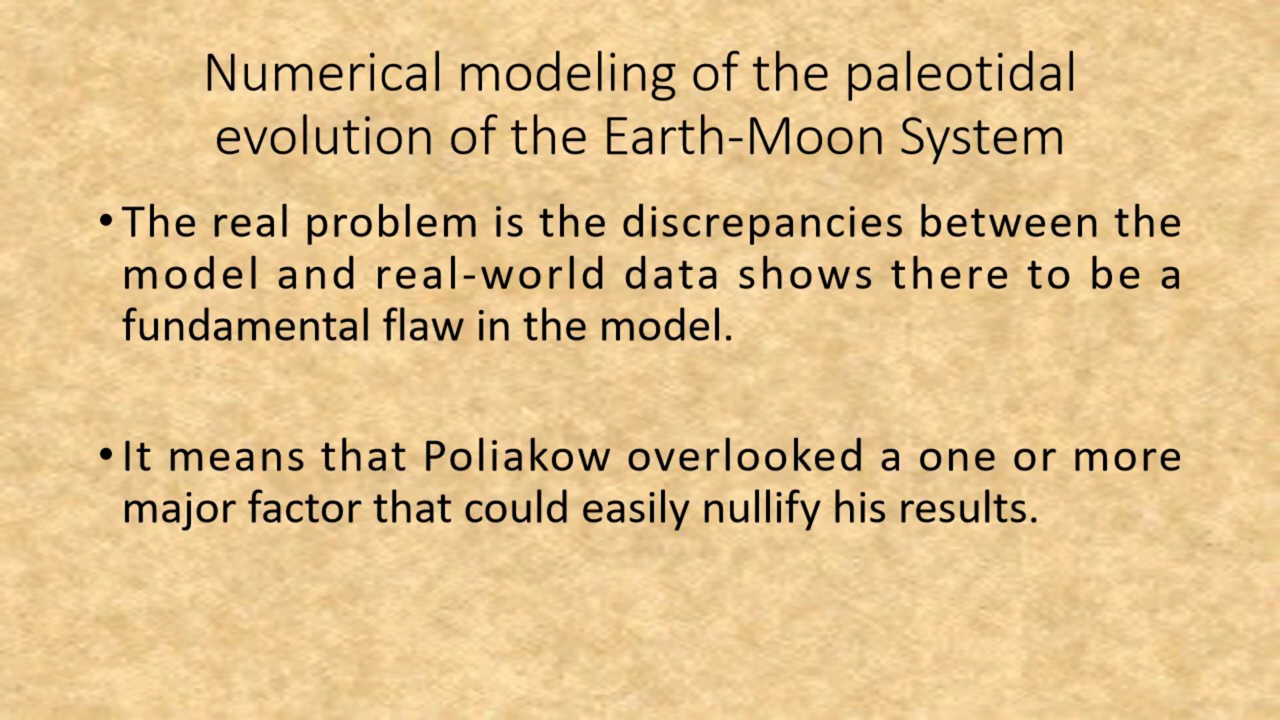 Numerical modeling of the paleotidal
evolution of the Earth-Moon System
• The real problem is the discrepancies between the
model and real-world data shows there to be a
fundamental flaw in the model.
• It means that Poliakow overlooked a one or more
major factor that could easily nullify his results.